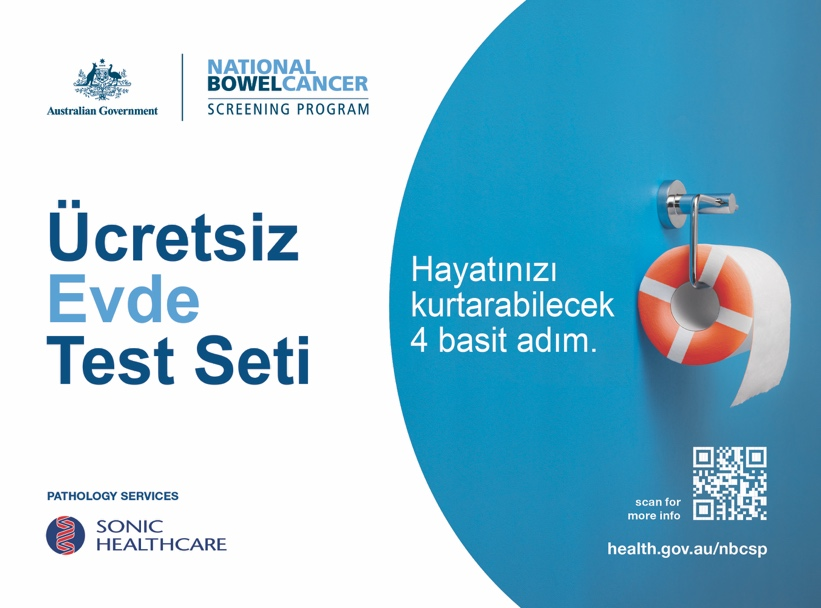 Australian Government
NATIONAL
BOWELCANCER
SCREENING PROGRAM
Ücretsiz
Evde
Test Seti
Hayatınızı
kurtarabilecek
4 basit adım.
PATHOLOGY SERVICES
SONIC
HEALTHCARE
scan for
more info
health.gov.au/nbcsp